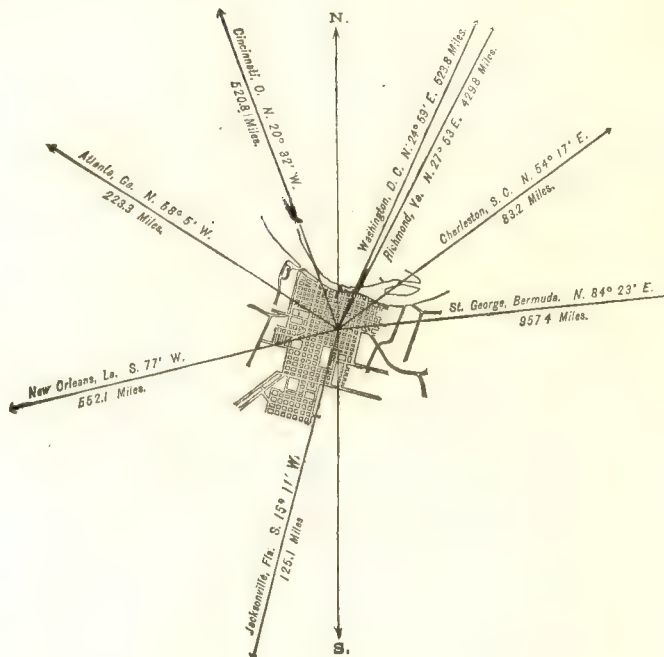 N.
Cincinnati, O. N. 20° 32' W.
520.8 Miles.
Washington, D. C. N. 24° 59' E. 523.8 Miles.
Richmond, Va. N. 27° 53 E. 429.8 Miles.
Atlanta, Ga. N. 58° 5' W.
223.3 Miles.
Charleston, S. C. N. 54° 17' E.
83.2 Miles.
St. George, Bermuda. N. 84° 23' E.
957.4 Miles.
New Orleans, La. S. 77' W.
552.1 Miles.
Jacksonville, Fla. S. 15° 11' W.
125.1 Miles
S.